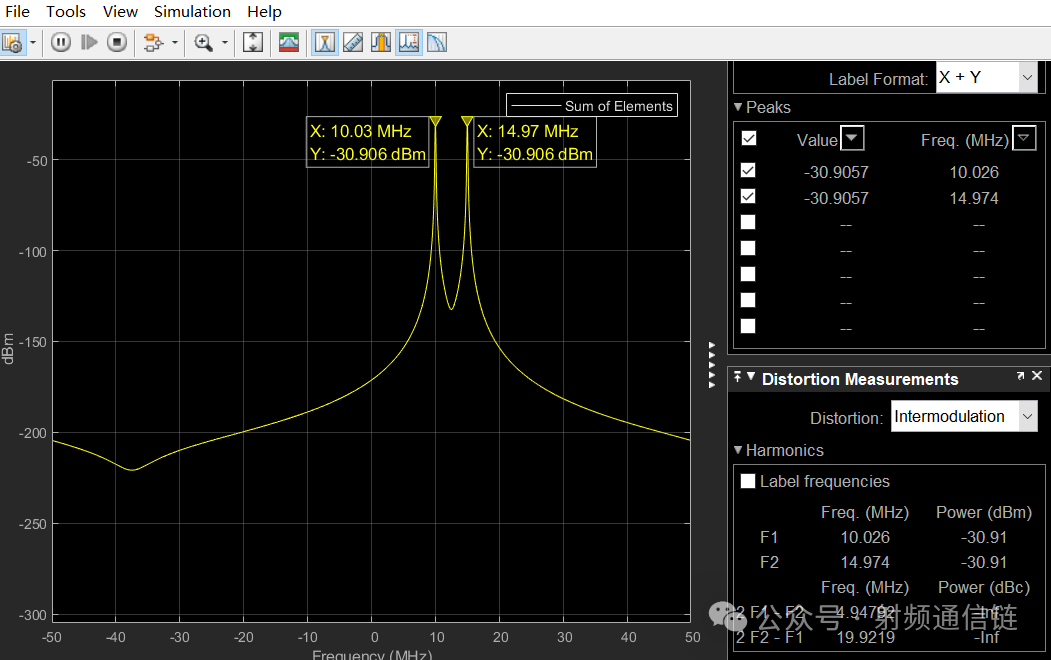 File Tools View Simulation Help
Label Format: X + Y
Peaks
Value Freq. (MHz)
-30.9057 10.026
-30.9057 14.974
-- --
-- --
-- --
-- --
-- --
Sum of Elements
X: 10.03 MHz
Y: -30.906 dBm
X: 14.97 MHz
Y: -30.906 dBm
dBm
-50
-100
-150
-200
-250
-300
-50 -40 -30 -20 -10 0 10 20 30 40 50
Frequency (MHz)
Distortion Measurements
Distortion: Intermodulation
Harmonics
Label frequencies
Freq. (MHz) Power (dBm)
F1 10.026 -30.91
F2 14.974 -30.91
Freq. (MHz) Power (dBc)
2 F1 - F2 4.94792 -Inf
2 F2 - F1 19.9219 -Inf
公众号 · 射频通信链